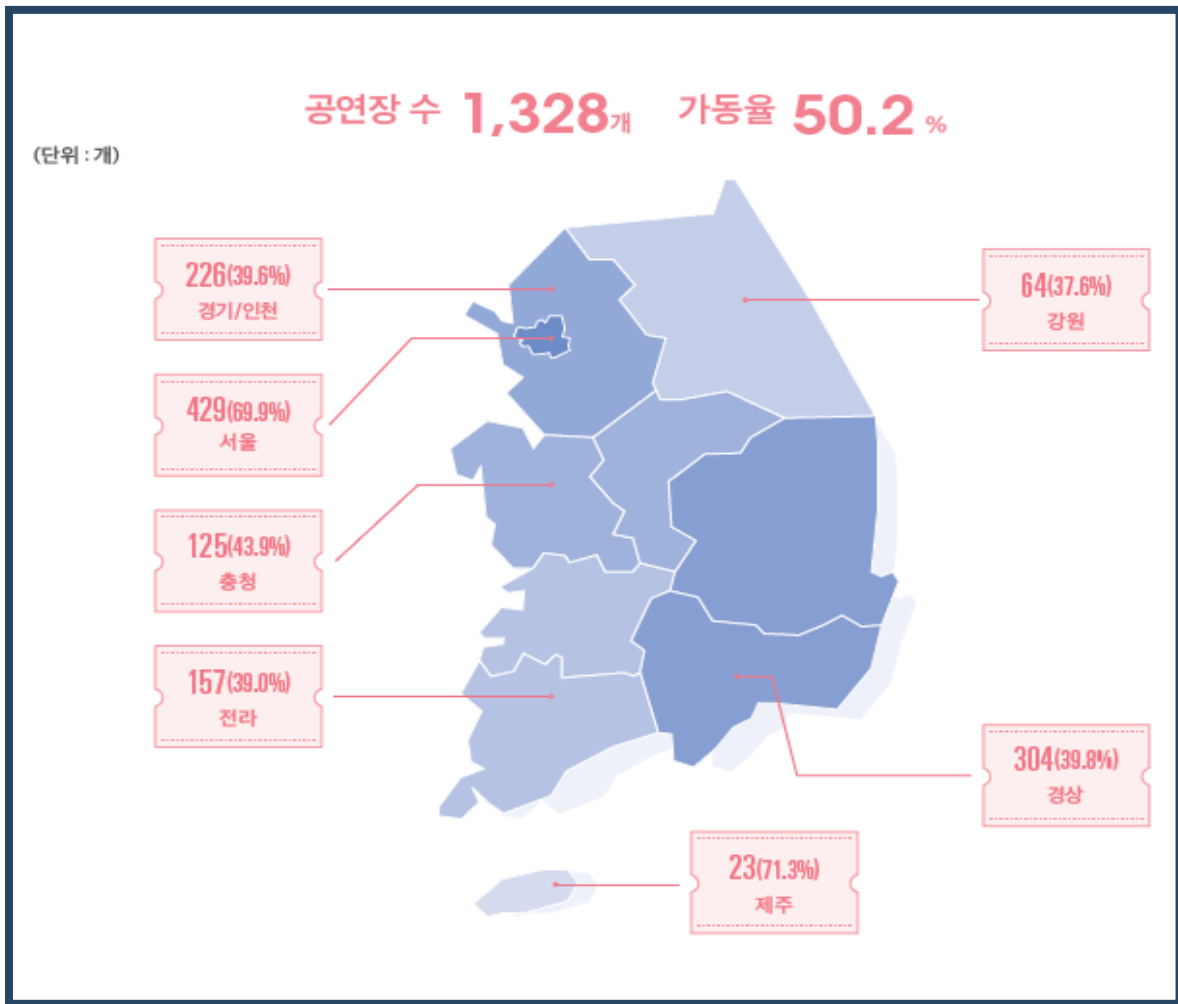 공연장 수 1,328개 가동율 50.2 %
(단위 : 개)
226(39.6%)
경기/인천
64(37.6%)
강원
429(69.9%)
서울
125(43.9%)
충청
157(39.0%)
전라
304(39.8%)
경상
23(71.3%)
제주